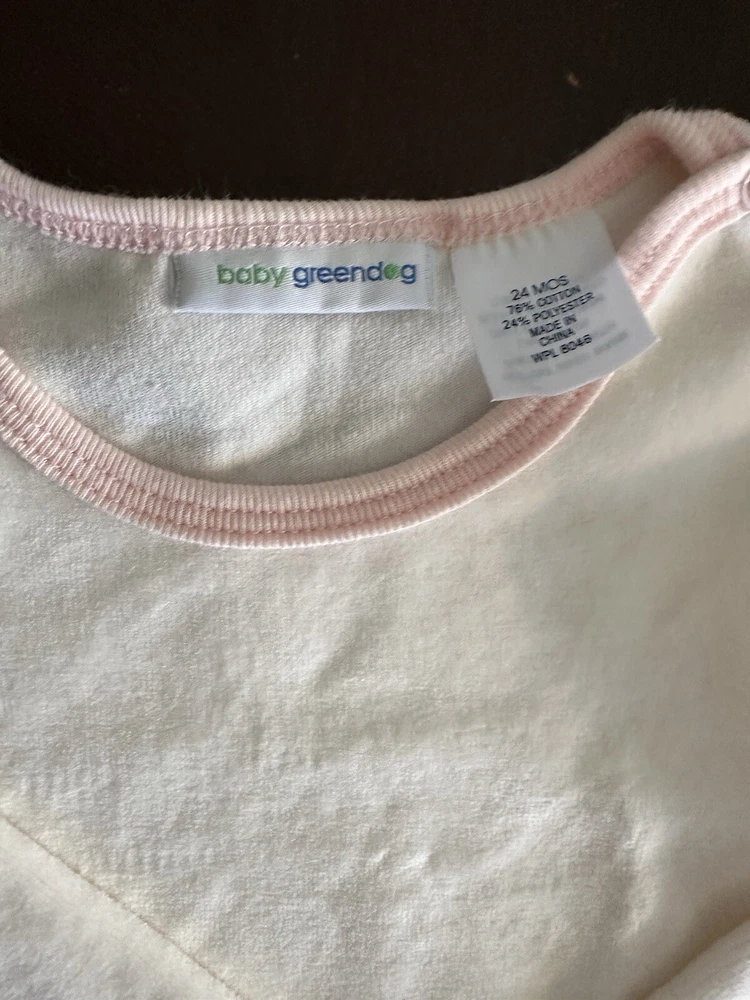 baby greendog
24 MOS
76% COTTON
24% POLYESTER
MADE IN
CHINA
WPL 8046